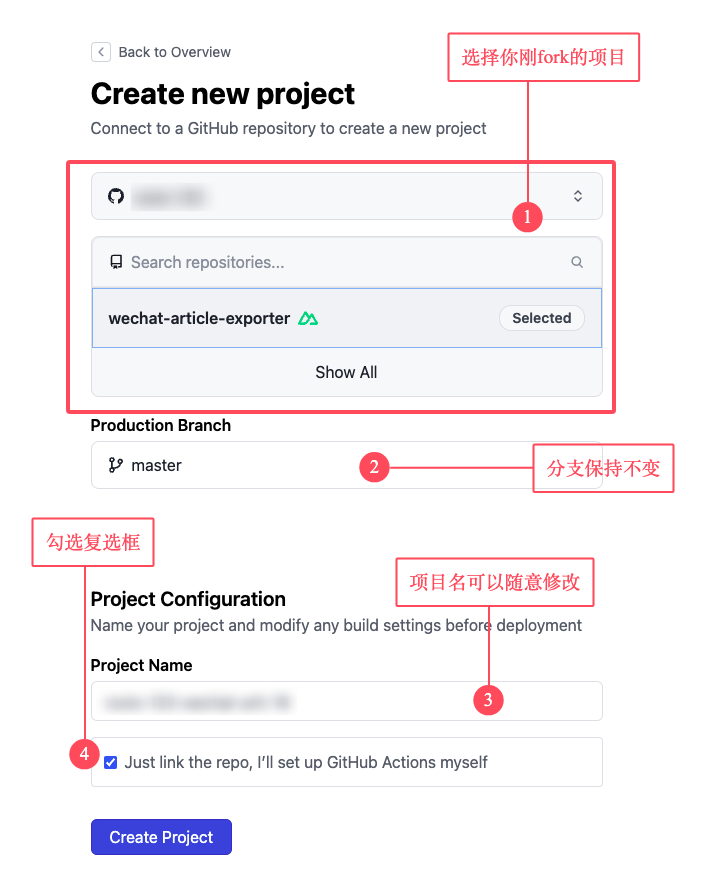 Back to Overview
选择你刚fork的项目
Create new project
Connect to a GitHub repository to create a new project
1
Search repositories...
wechat-article-exporter
Selected
Show All
Production Branch
master
2
分支保持不变
勾选复选框
项目名可以随意修改
Project Configuration
Name your project and modify any build settings before deployment
Project Name
3
4
Just link the repo, I'll set up GitHub Actions myself
Create Project